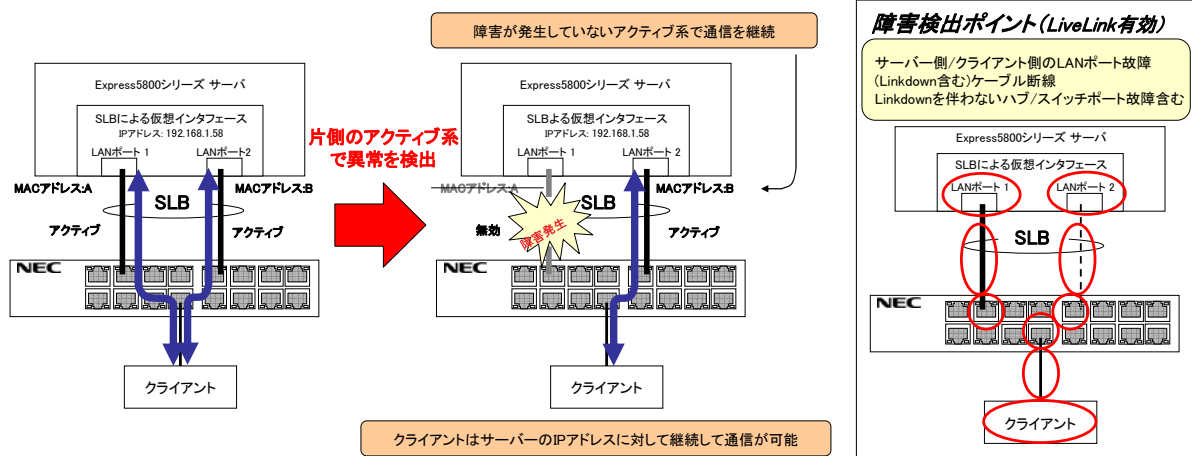 障害が発生していないアクティブ系で通信を継続
Express5800シリーズ サーバ
SLBによる仮想インタフェース
IPアドレス: 192.168.1.58
LANポート 1
LANポート2
MACアドレス:A
MACアドレス:B
SLB
アクティブ
アクティブ
NEC
クライアント
片側のアクティブ系
で異常を検出
Express5800シリーズ サーバ
SLBよる仮想インタフェース
IPアドレス: 192.168.1.58
LANポート 1
LANポート 2
MACアドレス:A
MACアドレス:B
SLB
無効
障害発生
アクティブ
NEC
クライアント
クライアントはサーバーのIPアドレスに対して継続して通信が可能
障害検出ポイント(LiveLink有効)
サーバー側/クライアント側のLANポート故障
(Linkdown含む)ケーブル断線
Linkdownを伴わないハブ/スイッチポート故障含む
Express5800シリーズ サーバ
SLBによる仮想インタフェース
LANポート 1
LANポート 2
SLB
NEC
クライアント